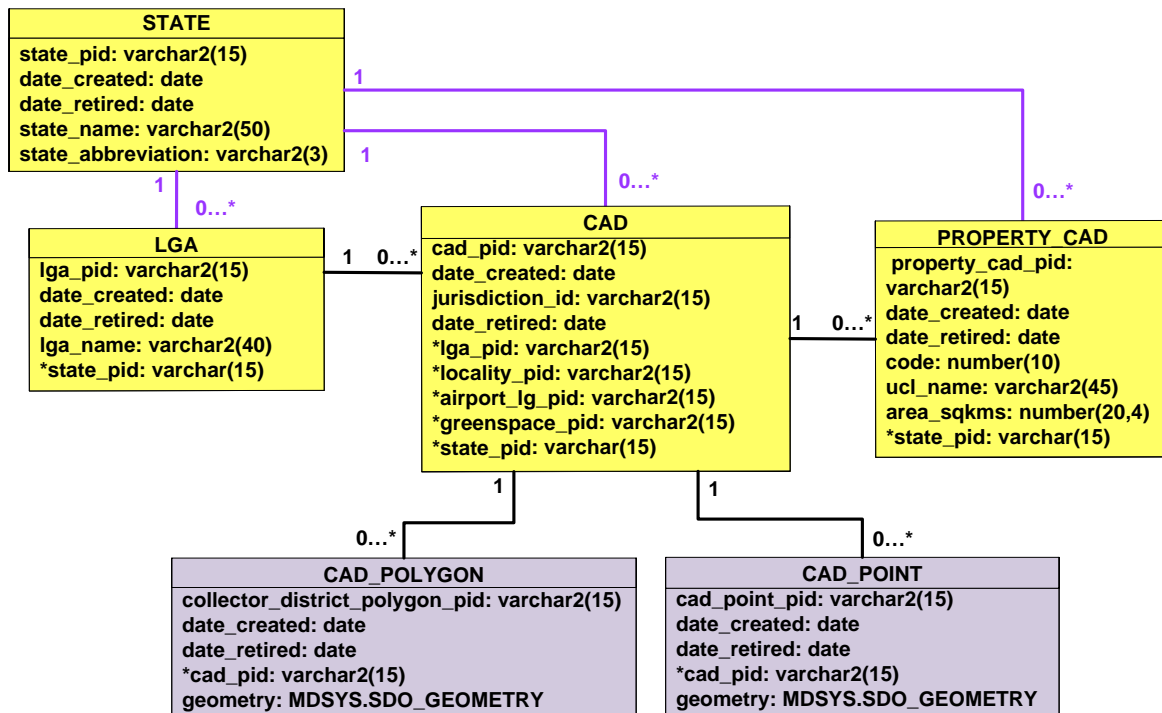 STATE
state_pid: varchar2(15)
date_created: date
date_retired: date
state_name: varchar2(50)
state_abbreviation: varchar2(3)
1
1
1
0...*
0...*
0...*
LGA
lga_pid: varchar2(15)
date_created: date
date_retired: date
lga_name: varchar2(40)
*state_pid: varchar(15)
1
0...*
CAD
cad_pid: varchar2(15)
date_created: date
jurisdiction_id: varchar2(15)
date_retired: date
*lga_pid: varchar2(15)
*locality_pid: varchar2(15)
*airport_lg_pid: varchar2(15)
*greenspace_pid: varchar2(15)
*state_pid: varchar(15)
1
0...*
PROPERTY_CAD
property_cad_pid:
varchar2(15)
date_created: date
date_retired: date
code: number(10)
ucl_name: varchar2(45)
area_sqkms: number(20,4)
*state_pid: varchar(15)
1
1
0...*
0...*
CAD_POLYGON
collector_district_polygon_pid: varchar2(15)
date_created: date
date_retired: date
*cad_pid: varchar2(15)
geometry: MDSYS.SDO_GEOMETRY
CAD_POINT
cad_point_pid: varchar2(15)
date_created: date
date_retired: date
*cad_pid: varchar2(15)
geometry: MDSYS.SDO_GEOMETRY